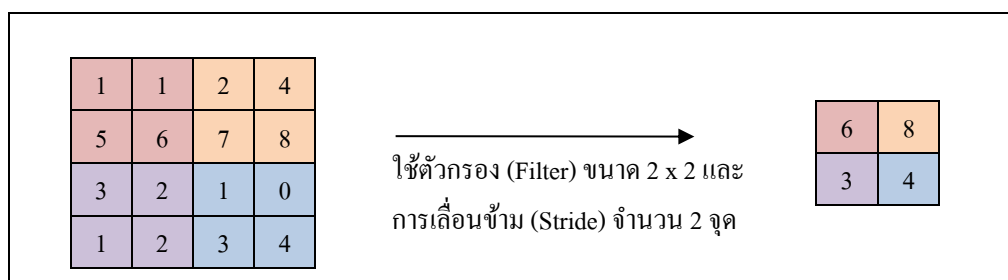 1 1 2 4
5 6 7 8
3 2 1 0
1 2 3 4
ใช้ตัวกรอง (Filter) ขนาด 2 x 2 และ
การเลื่อนข้าม (Stride) จำนวน 2 จุด
6 8
3 4